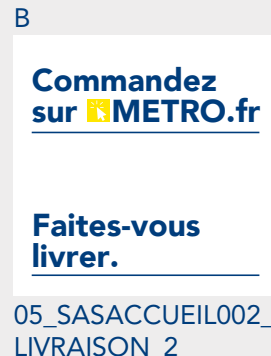 B
Commandez
sur METRO.fr
Faites-vous
livrer.
05_SASACCUEIL002_
LIVRAISON_2